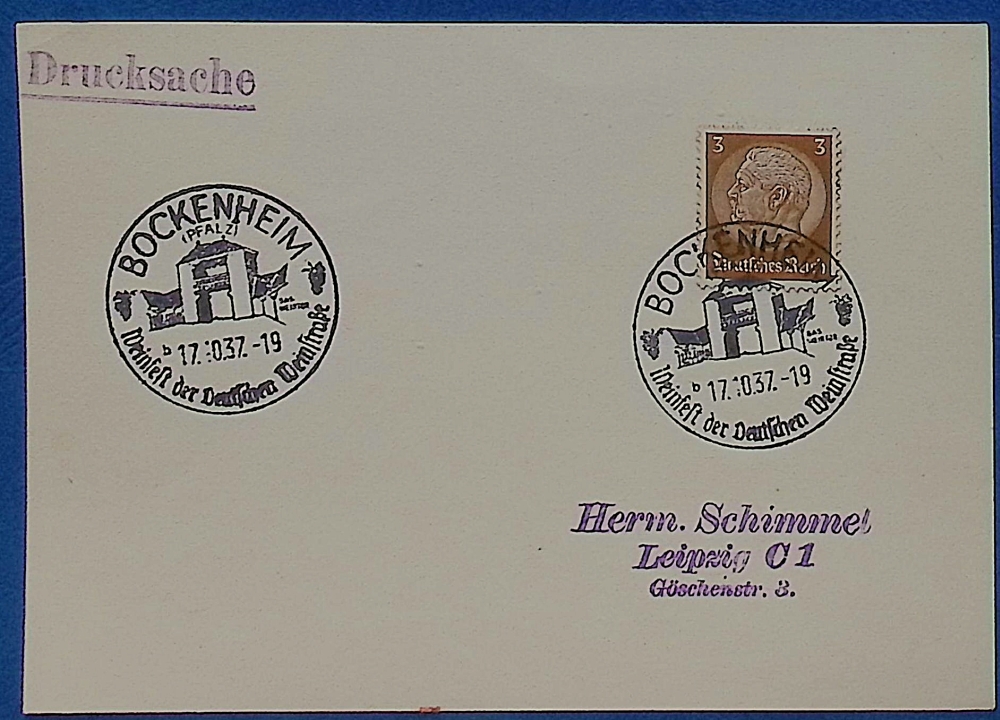 Drucksache
3 3
Deutsches Reich
BOCKENHEIM
(PFALZ)
b 17.10.37.-19
Weinfest der Deutschen Weinstraße
BOCKENHEIM
b 17.10.37.-19
Weinfest der Deutschen Weinstraße
Herm. Schimmel
Leipzig C 1
Göschenstr. 3.